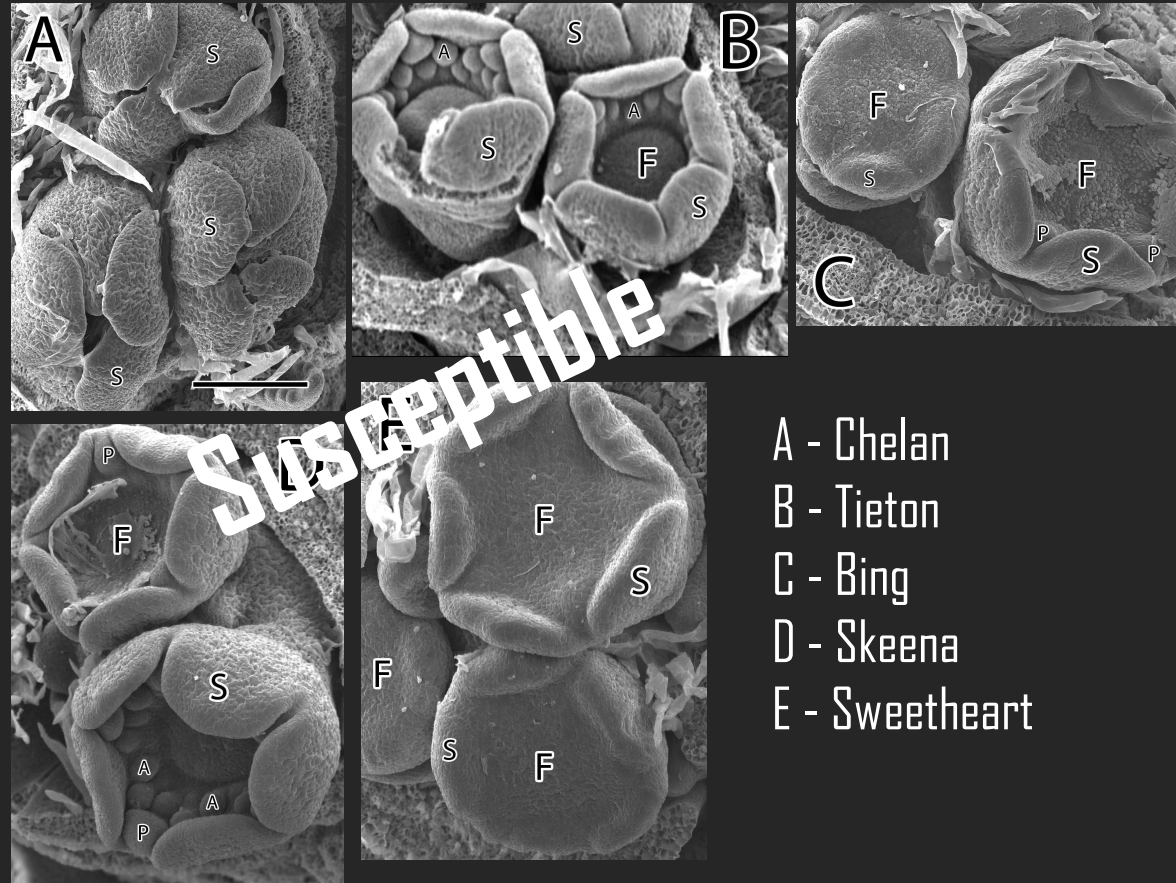 A
S
S
S
B
S
A
A
S
F
S
C
F
S
F
P
S
P
Susceptible
D
P
F
S
A
A
P
E
F
S
F
S
F
A - Chelan
B - Tieton
C - Bing
D - Skeena
E - Sweetheart